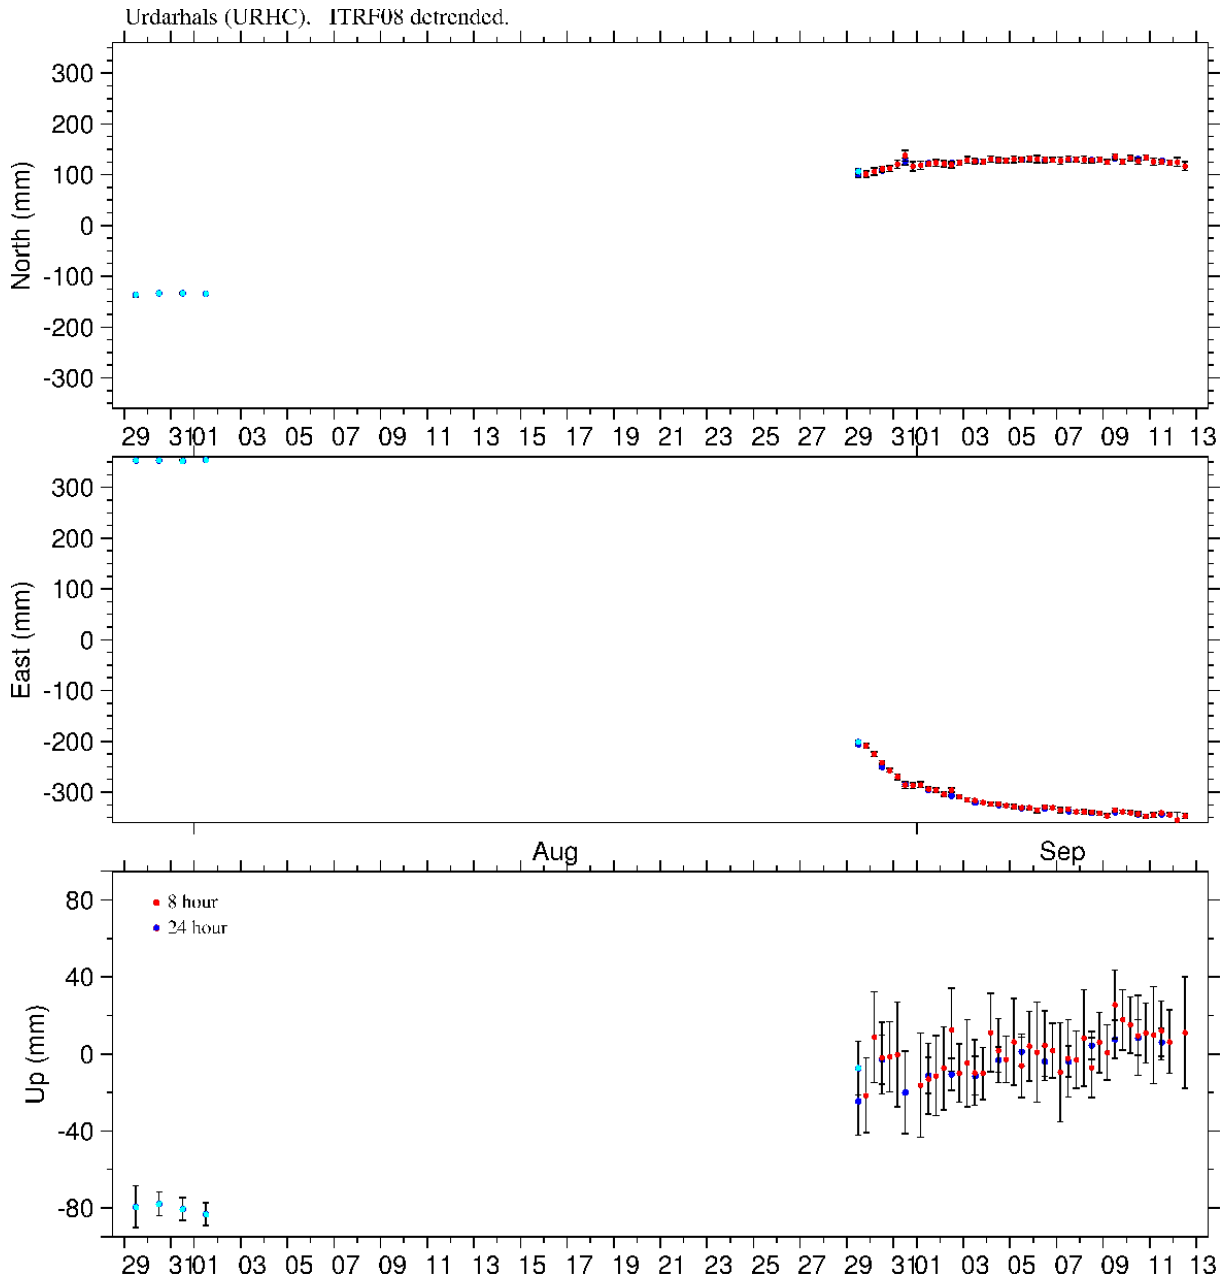 Urdarhals (URHC). ITRF08 detrended.
300
200
100
0
-100
-200
-300
North (mm)
29 31 01 03 05 07 09 11 13 15 17 19 21 23 25 27 29 31 01 03 05 07 09 11 13
300
200
100
0
-100
-200
-300
East (mm)
Aug Sep
80
40
0
-40
-80
Up (mm)
8 hour
24 hour
29 31 01 03 05 07 09 11 13 15 17 19 21 23 25 27 29 31 01 03 05 07 09 11 13